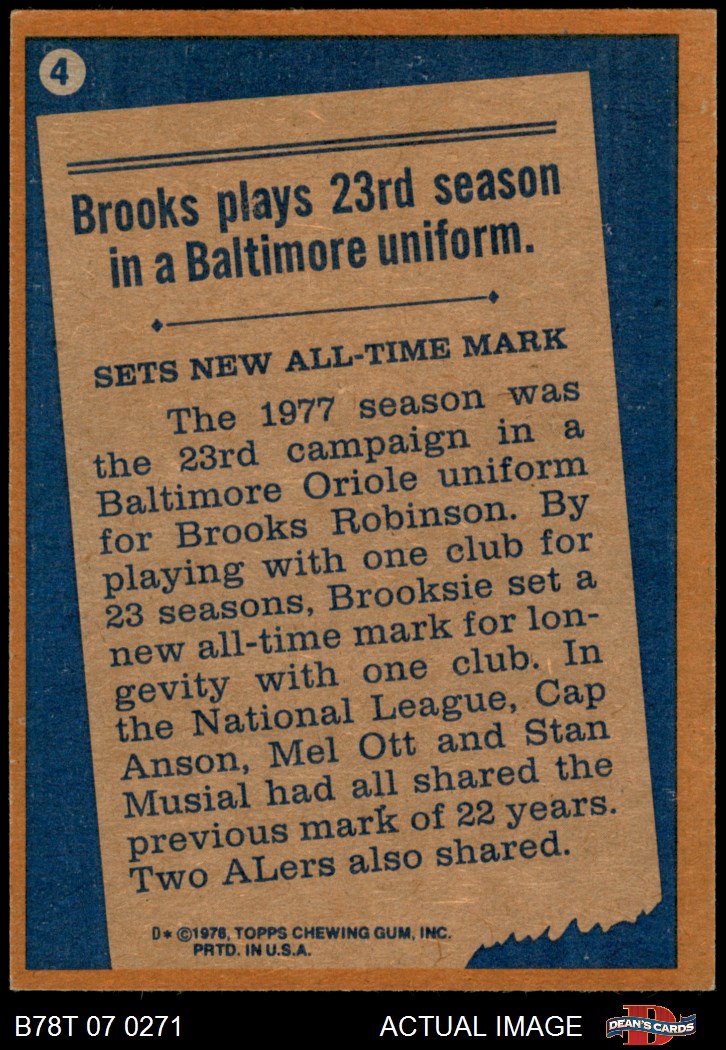 4
Brooks plays 23rd season
in a Baltimore uniform.
SETS NEW ALL-TIME MARK
The 1977 season was
the 23rd campaign in a
Baltimore Oriole uniform
for Brooks Robinson. By
playing with one club for
23 seasons, Brooksie set a
new all-time mark for lon-
gevity with one club. In
the National League, Cap
Anson, Mel Ott and Stan
Musial had all shared the
previous mark of 22 years.
Two ALers also shared.
D* ©1978, TOPPS CHEWING GUM, INC.
PRTD. IN U.S.A.
B78T 07 0271
ACTUAL IMAGE
D
DEAN'S CARDS